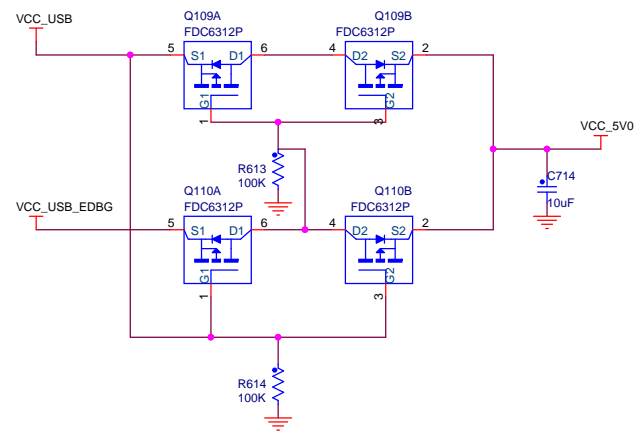 VCC_USB
Q109A
FDC6312P
Q109B
FDC6312P
5
S1
D1
6
4
D2
S2
2
G1
1
G2
3
VCC_5V0
R613
100K
C714
10uF
VCC_USB_EDBG
Q110A
FDC6312P
Q110B
FDC6312P
5
S1
D1
6
4
D2
S2
2
G1
1
G2
3
R614
100K